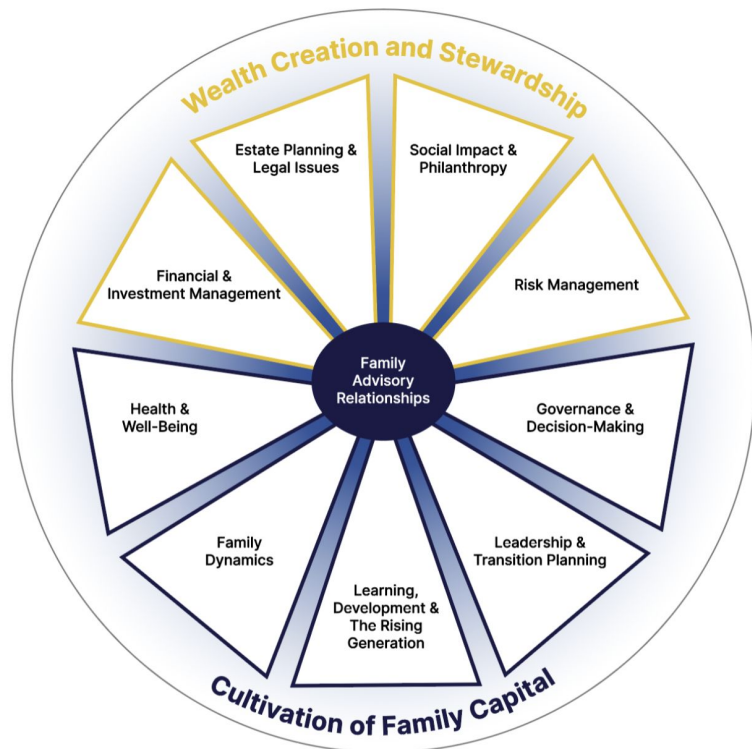 Wealth Creation and Stewardship
Estate Planning &
Legal Issues
Social Impact &
Philanthropy
Financial &
Investment Management
Risk Management
Family
Advisory
Relationships
Health &
Well-Being
Governance &
Decision-Making
Family
Dynamics
Leadership &
Transition Planning
Learning,
Development &
The Rising
Generation
Cultivation of Family Capital